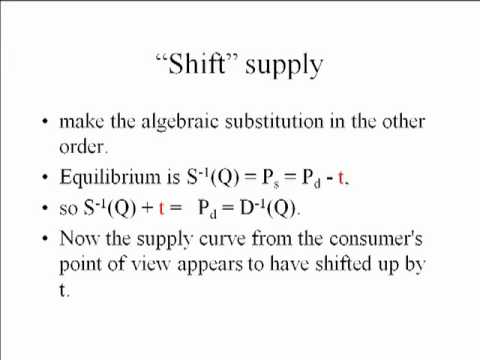 “Shift” supply
• make the algebraic substitution in the other
order.
• Equilibrium is S⁻¹(Q) = Pₛ = P_d - t,
• so S⁻¹(Q) + t = P_d = D⁻¹(Q).
• Now the supply curve from the consumer's
point of view appears to have shifted up by
t.